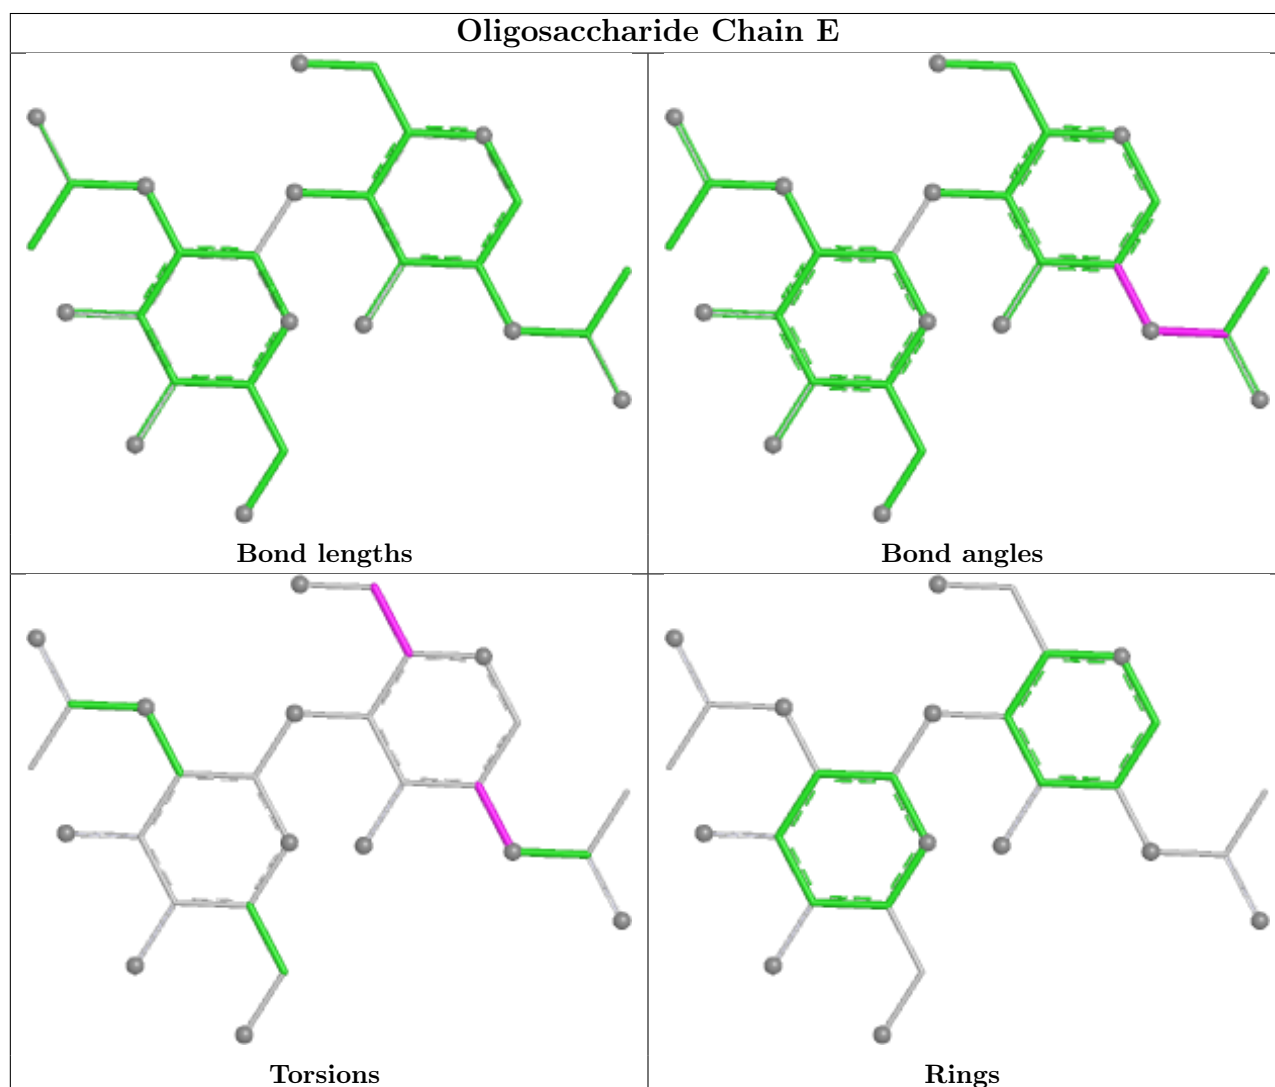 Oligosaccharide Chain E
Bond lengths
Bond angles
Torsions
Rings